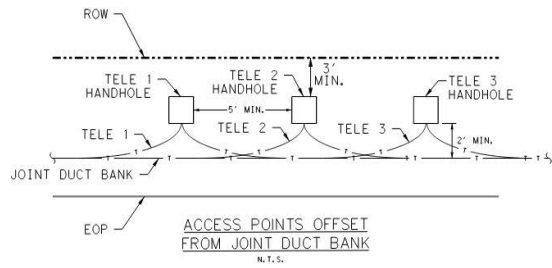 ROW
TELE 1
HANDHOLE
TELE 2
HANDHOLE
3'
MIN.
TELE 3
HANDHOLE
5' MIN.
TELE 1
TELE 2
TELE 3
2' MIN.
T T T T T T T T T
JOINT DUCT BANK
EOP
ACCESS POINTS OFFSET
FROM JOINT DUCT BANK
N.T.S.